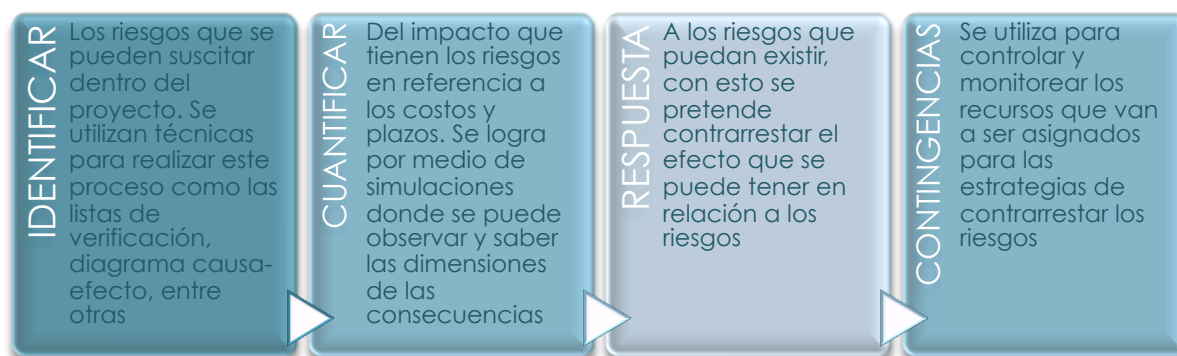 IDENTIFICAR
Los riesgos que se
pueden suscitar
dentro del
proyecto. Se
utilizan técnicas
para realizar este
proceso como las
listas de
verificación,
diagrama causa-
efecto, entre
otras
CUANTIFICAR
Del impacto que
tienen los riesgos
en referencia a
los costos y
plazos. Se logra
por medio de
simulaciones
donde se puede
observar y saber
las dimensiones
de las
consecuencias
RESPUESTA
A los riesgos que
puedan existir,
con esto se
pretende
contrarrestar el
efecto que se
puede tener en
relación a los
riesgos
CONTINGENCIAS
Se utiliza para
controlar y
monitorear los
recursos que van
a ser asignados
para las
estrategias de
contrarrestar los
riesgos